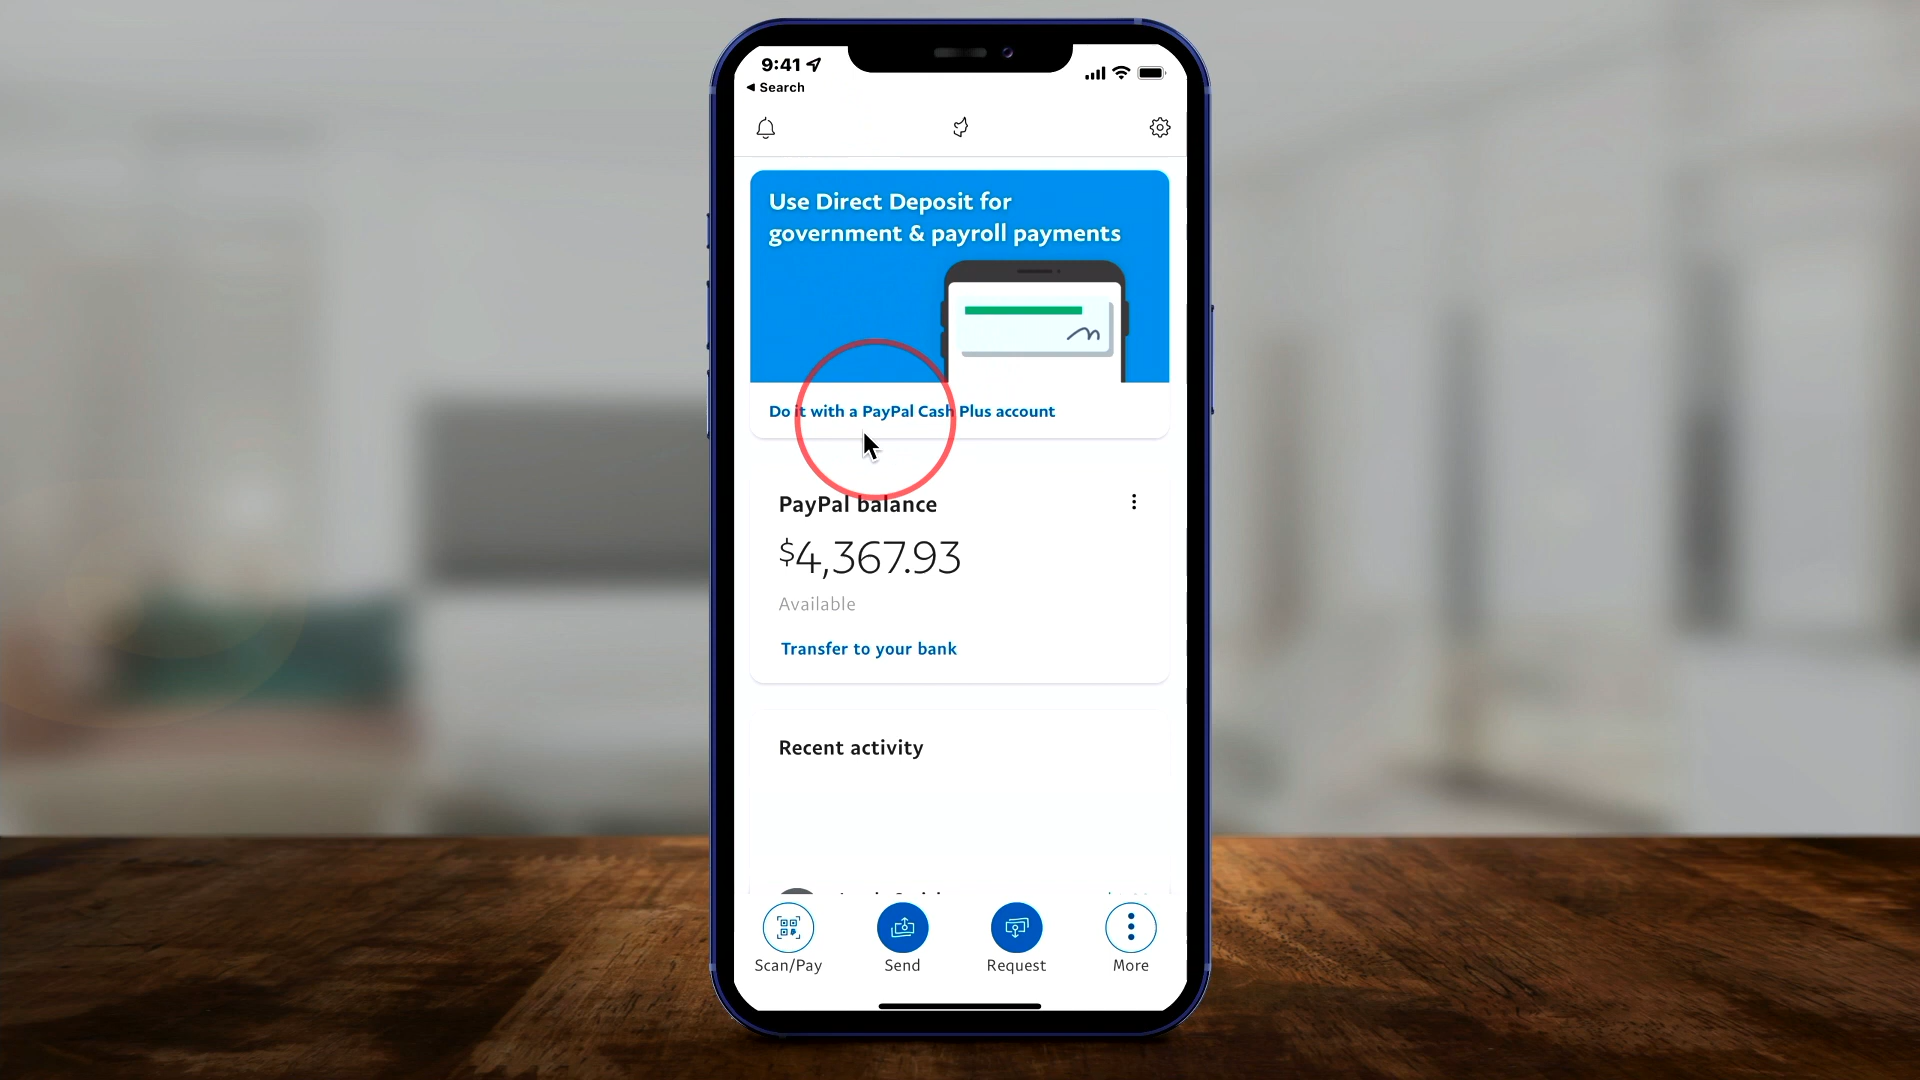 9:41
◀ Search
Use Direct Deposit for
government & payroll payments
Do it with a PayPal Cash Plus account
PayPal balance
$4,367.93
Available
Transfer to your bank
Recent activity
Scan/Pay
Send
Request
More